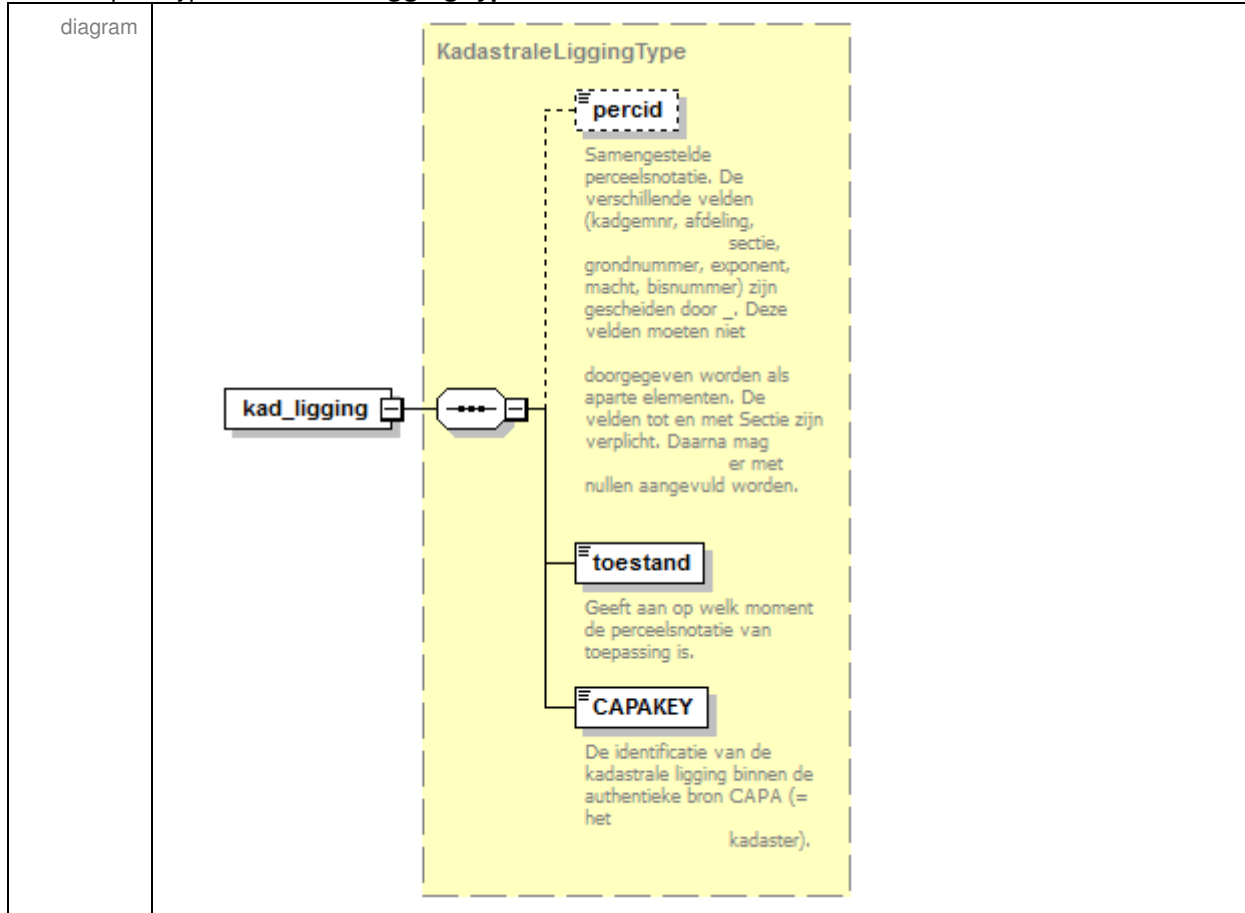 diagram
KadastraleLiggingType
percid
Samengestelde
perceelsnotatie. De
verschillende velden
(kadgemnr, afdeling,
sectie,
grondnummer, exponent,
macht, bisnummer) zijn
gescheiden door _. Deze
velden moeten niet
doorgegeven worden als
aparte elementen. De
velden tot en met Sectie zijn
verplicht. Daarna mag
er met
nullen aangevuld worden.
kad_ligging
toestand
Geeft aan op welk moment
de perceelsnotatie van
toepassing is.
CAPAKEY
De identificatie van de
kadastrale ligging binnen de
authentieke bron CAPA (=
het
kadaster).